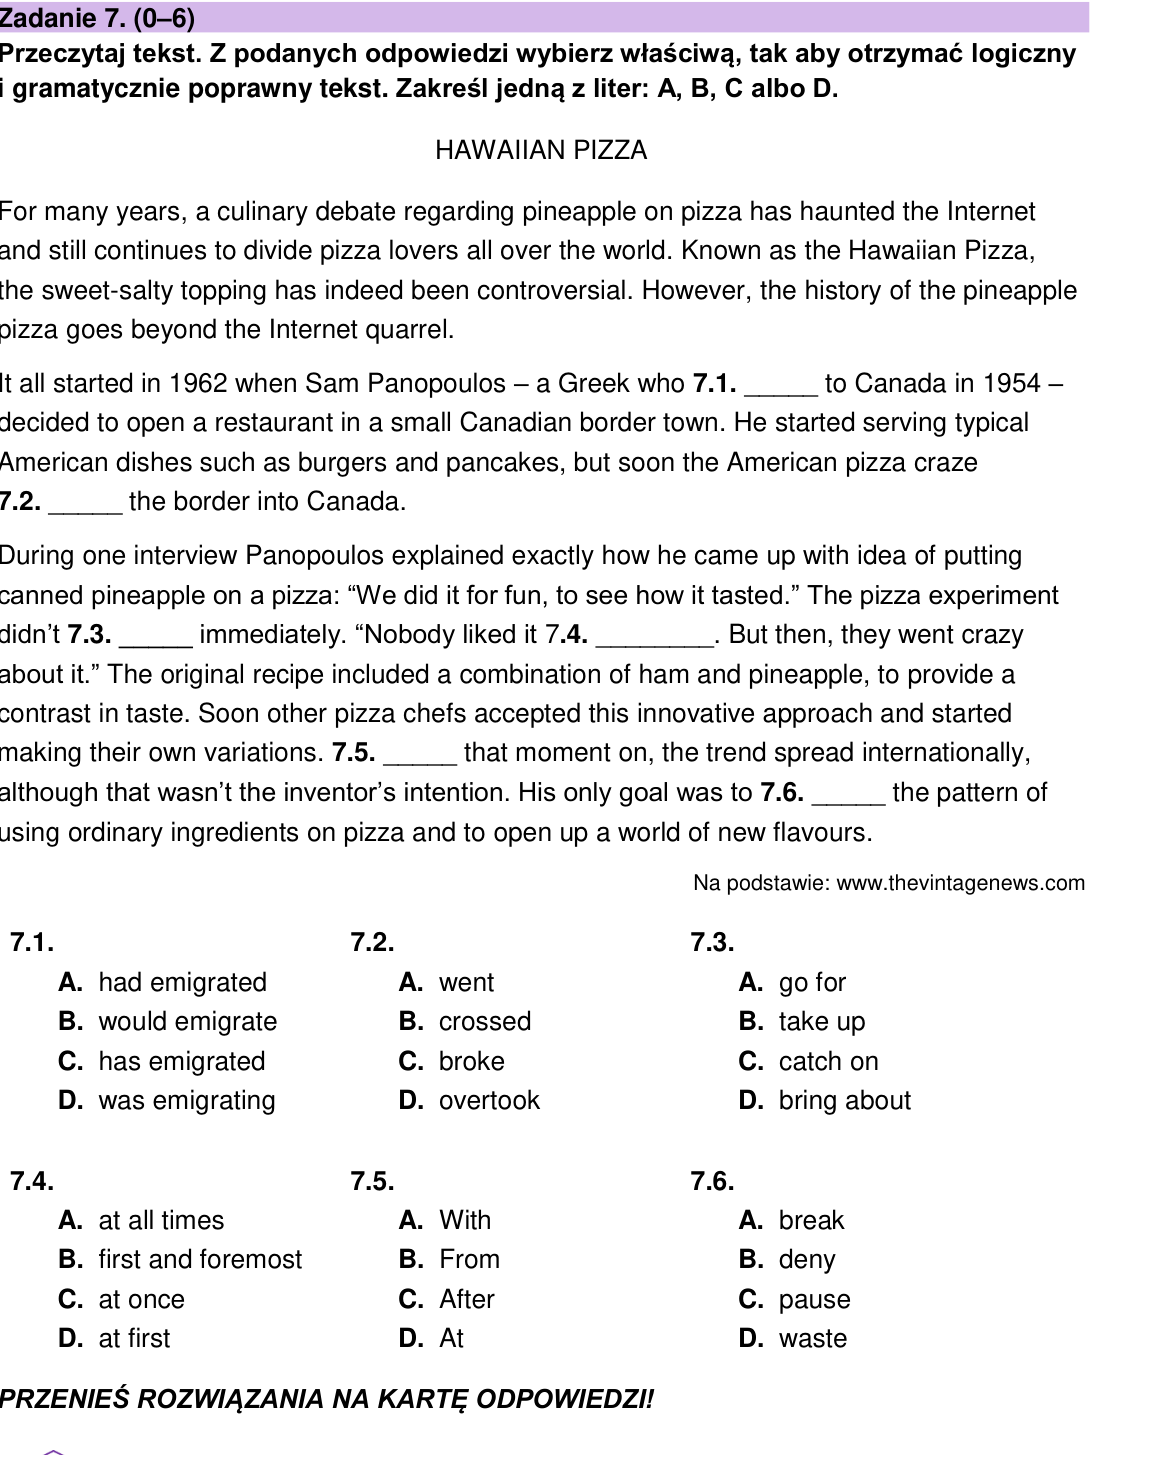 Zadanie 7. (0–6)
Przeczytaj tekst. Z podanych odpowiedzi wybierz właściwą, tak aby otrzymać logiczny
i gramatycznie poprawny tekst. Zakreśl jedną z liter: A, B, C albo D.
HAWAIIAN PIZZA
For many years, a culinary debate regarding pineapple on pizza has haunted the Internet
and still continues to divide pizza lovers all over the world. Known as the Hawaiian Pizza,
the sweet-salty topping has indeed been controversial. However, the history of the pineapple
pizza goes beyond the Internet quarrel.
It all started in 1962 when Sam Panopoulos – a Greek who 7.1. _____ to Canada in 1954 –
decided to open a restaurant in a small Canadian border town. He started serving typical
American dishes such as burgers and pancakes, but soon the American pizza craze
7.2. _____ the border into Canada.
During one interview Panopoulos explained exactly how he came up with idea of putting
canned pineapple on a pizza: “We did it for fun, to see how it tasted.” The pizza experiment
didn’t 7.3. _____ immediately. “Nobody liked it 7.4. ________. But then, they went crazy
about it.” The original recipe included a combination of ham and pineapple, to provide a
contrast in taste. Soon other pizza chefs accepted this innovative approach and started
making their own variations. 7.5. _____ that moment on, the trend spread internationally,
although that wasn’t the inventor’s intention. His only goal was to 7.6. _____ the pattern of
using ordinary ingredients on pizza and to open up a world of new flavours.
Na podstawie: www.thevintagenews.com
7.1. 7.2. 7.3.
A. had emigrated A. went A. go for
B. would emigrate B. crossed B. take up
C. has emigrated C. broke C. catch on
D. was emigrating D. overtook D. bring about
7.4. 7.5. 7.6.
A. at all times A. With A. break
B. first and foremost B. From B. deny
C. at once C. After C. pause
D. at first D. At D. waste
PRZENIEŚ ROZWIĄZANIA NA KARTĘ ODPOWIEDZI!